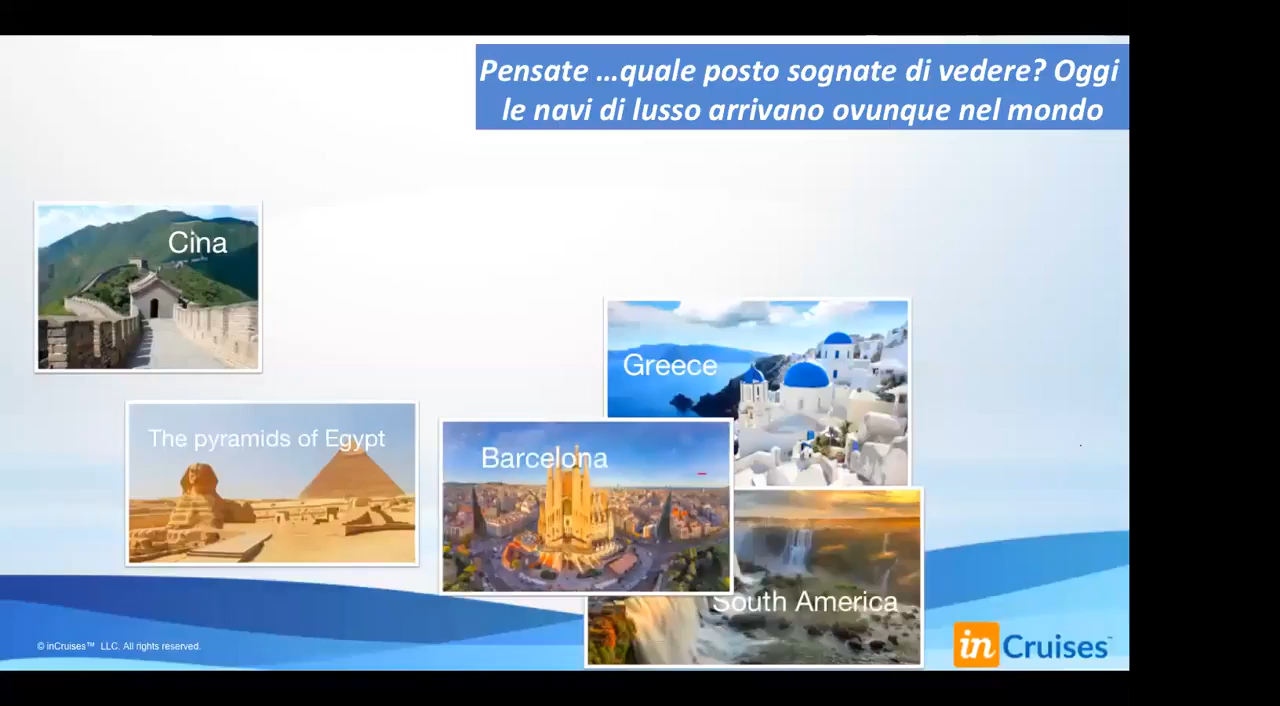 Pensate ...quale posto sognate di vedere? Oggi
le navi di lusso arrivano ovunque nel mondo
Cina
Greece
The pyramids of Egypt
Barcelona
South America
© inCruises™ LLC. All rights reserved.
inCruises™